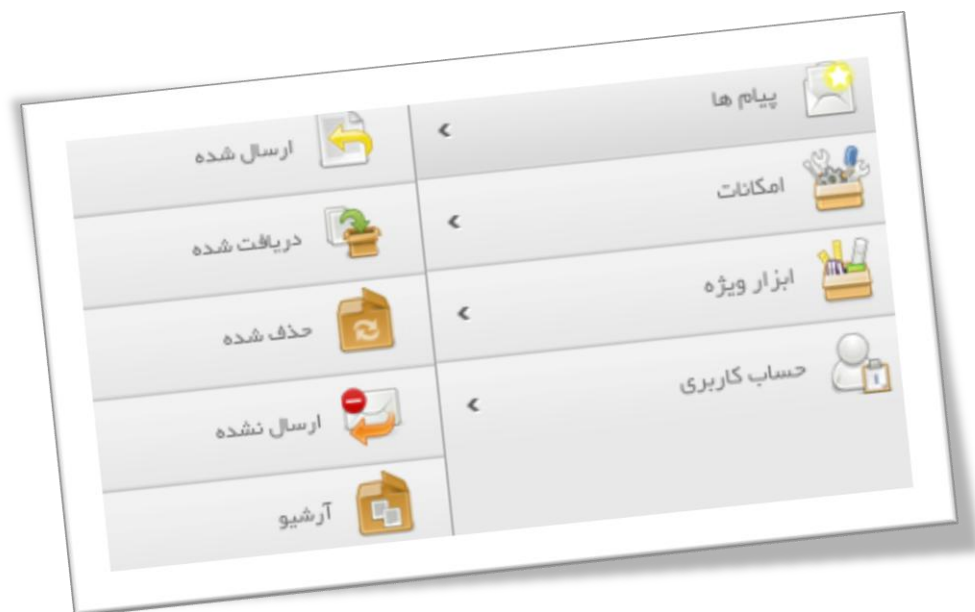 پیام ها
امکانات
ابزار ویژه
حساب کاربری
ارسال شده
دریافت شده
حذف شده
ارسال نشده
آرشیو